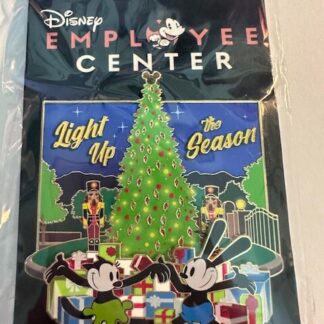 Disney
EMPLOYEE
CENTER
Light
Up
the
Season